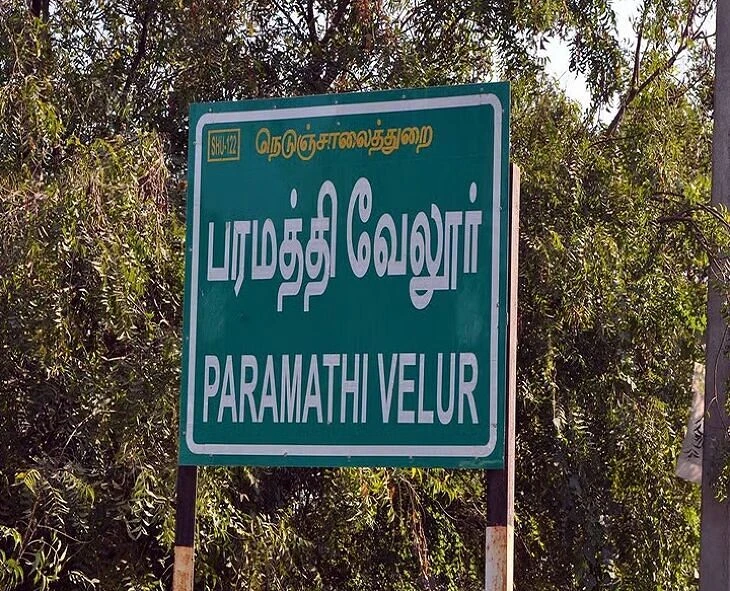 SHU-122 நெடுஞ்சாலைத்துறை
பரமத்தி வேலூர்
PARAMATHI VELUR